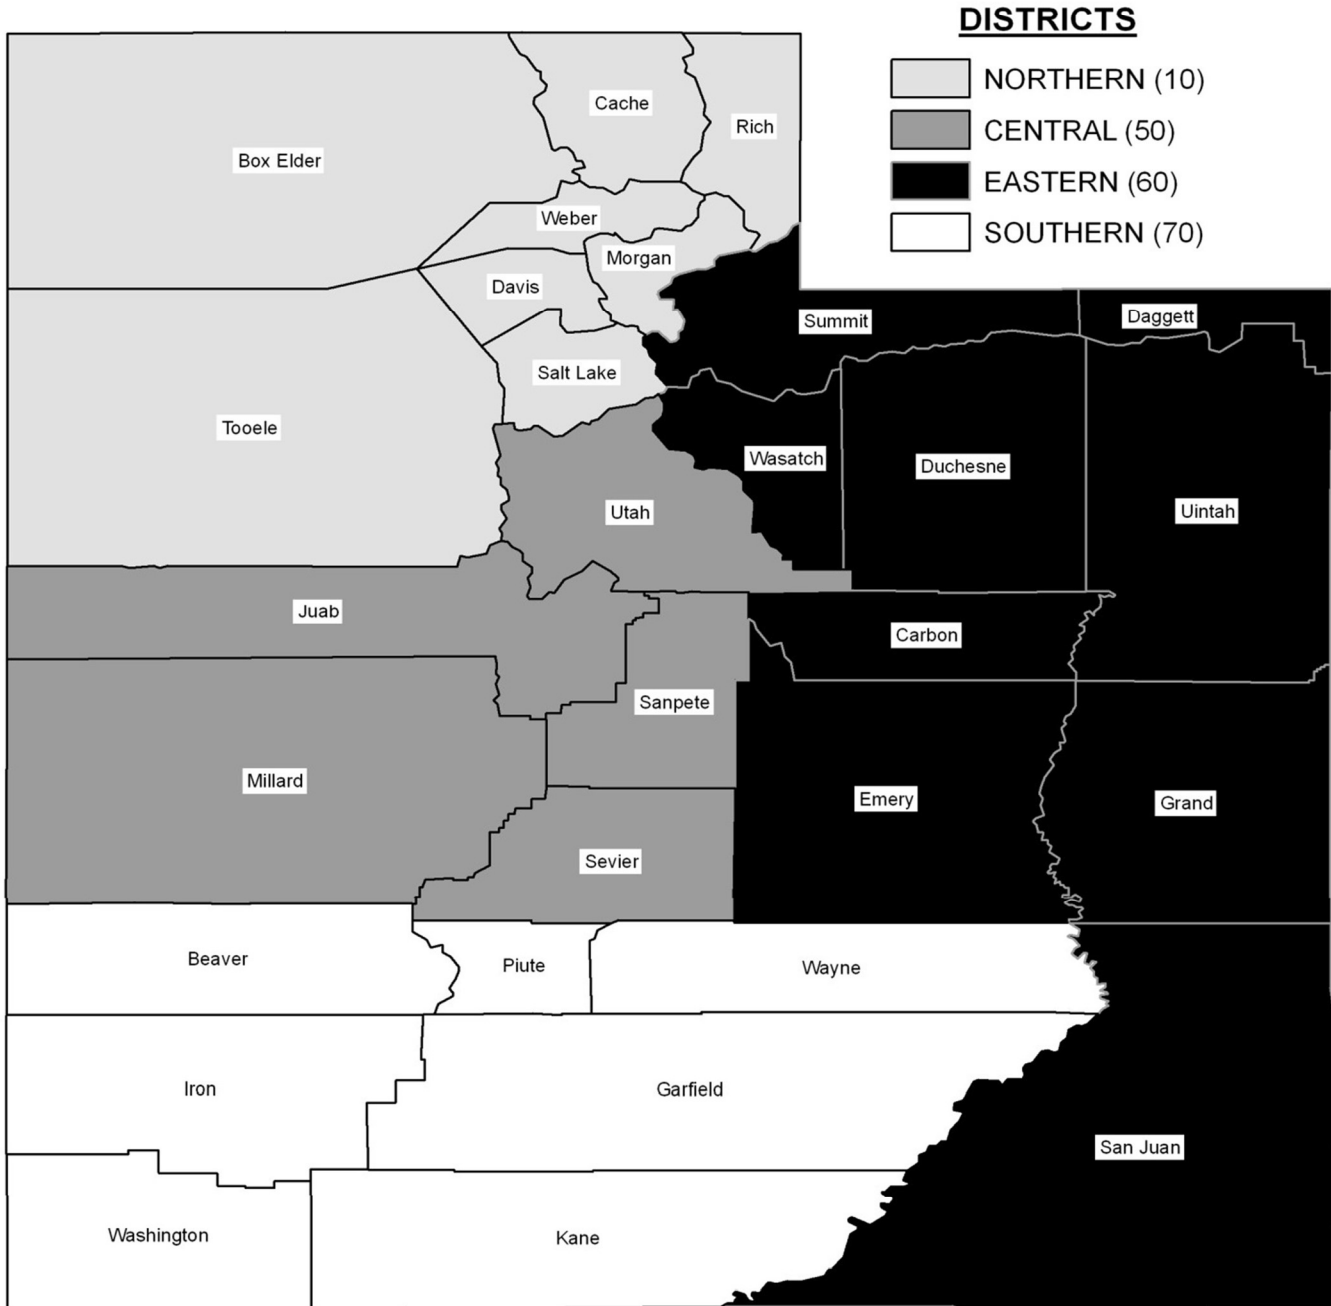 DISTRICTS
NORTHERN (10)
CENTRAL (50)
EASTERN (60)
SOUTHERN (70)
Cache
Rich
Box Elder
Weber
Morgan
Davis
Summit
Daggett
Salt Lake
Tooele
Wasatch
Duchesne
Utah
Uintah
Juab
Carbon
Sanpete
Millard
Emery
Grand
Sevier
Beaver
Piute
Wayne
Iron
Garfield
San Juan
Washington
Kane